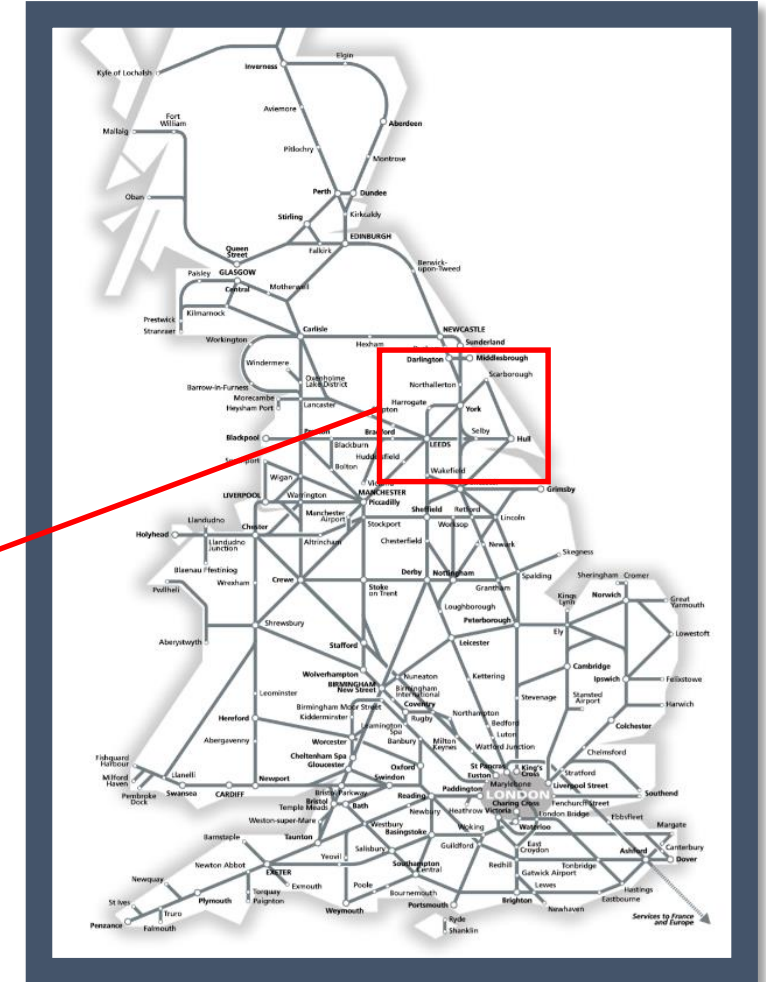 Elgin
Inverness
Kyle of Lochalsh
Aviemore
Fort
William
Mallaig
Aberdeen
Pitlochry
Montrose
Perth
Dundee
Oban
Stirling
Kirkcaldy
EDINBURGH
Queen
Street
Falkirk
Berwick-
upon-Tweed
Paisley
GLASGOW
Central
Motherwell
Prestwick
Kilmarnock
Stranraer
Carlisle
NEWCASTLE
Workington
Hexham
Sunderland
Darlington
Middlesbrough
Windermere
Scarborough
Oxenholme
Lake District
Northallerton
Barrow-in-Furness
Morecambe
Harrogate
Heysham Port
Lancaster
York
Blackpool
Selby
Hull
Blackburn
LEEDS
Bolton
Wakefield
Wigan
MANCHESTER
Piccadilly
Grimsby
LIVERPOOL
Warrington
Sheffield
Retford
Llandudno
Manchester
Airport
Stockport
Worksop
Lincoln
Holyhead
Chester
Llandudno
Junction
Altrincham
Chesterfield
Newark
Skegness
Blaenau Ffestiniog
Derby
Nottingham
Spalding
Sheringham
Cromer
Pwllheli
Wrexham
Crewe
Stoke
on Trent
Grantham
Kings
Lynn
Norwich
Great
Yarmouth
Loughborough
Peterborough
Shrewsbury
Ely
Lowestoft
Aberystwyth
Stafford
Leicester
Wolverhampton
Nuneaton
Kettering
Cambridge
BIRMINGHAM
New Street
Birmingham
International
Ipswich
Felixstowe
Leominster
Coventry
Stevenage
Stansted
Airport
Birmingham Moor Street
Northampton
Harwich
Kidderminster
Rugby
Hereford
Leamington
Spa
Bedford
Colchester
Abergavenny
Worcester
Banbury
Milton
Keynes
Luton
Watford Junction
Chelmsford
Cheltenham Spa
Fishguard
Harbour
Gloucester
Oxford
St Pancras
King's
Cross
Stratford
Milford
Haven
Llanelli
Newport
Swindon
Euston
Marylebone
Liverpool Street
Pembroke
Dock
Swansea
CARDIFF
Bristol Parkway
Reading
Paddington
LONDON
Southend
Bristol
Temple Meads
Bath
Newbury
Heathrow
Victoria
Charing Cross
Fenchurch Street
London Bridge
Ebbsfleet
Weston-super-Mare
Westbury
Basingstoke
Woking
Waterloo
Margate
Barnstaple
Taunton
Salisbury
Guildford
East
Croydon
Canterbury
Yeovil
Tonbridge
Ashford
Dover
Newton Abbot
Southampton
Central
Redhill
Gatwick Airport
Newquay
EXETER
Exmouth
Poole
Lewes
Hastings
St Ives
Plymouth
Torquay
Paignton
Bournemouth
Eastbourne
Truro
Weymouth
Portsmouth
Brighton
Newhaven
Penzance
Falmouth
Ryde
Shanklin
Services to France
and Europe